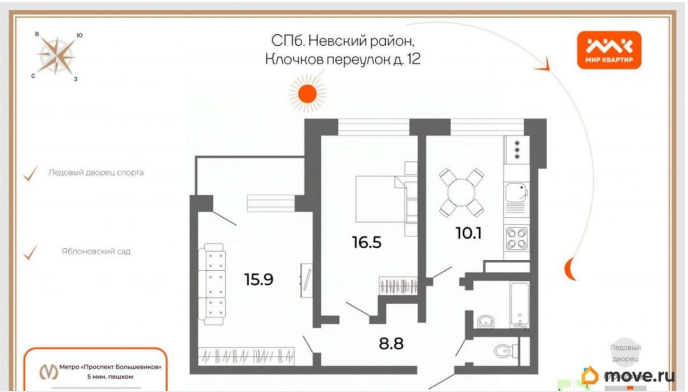 СПб. Невский район,
Клочков переулок д. 12
МИР КВАРТИР
В
Ю
С
З
Ледовый дворец спорта
Яблоновский сад
15.9
16.5
10.1
8.8
Метро «Проспект Большевиков»
5 мин. пешком
Ледовый
дворец
move.ru